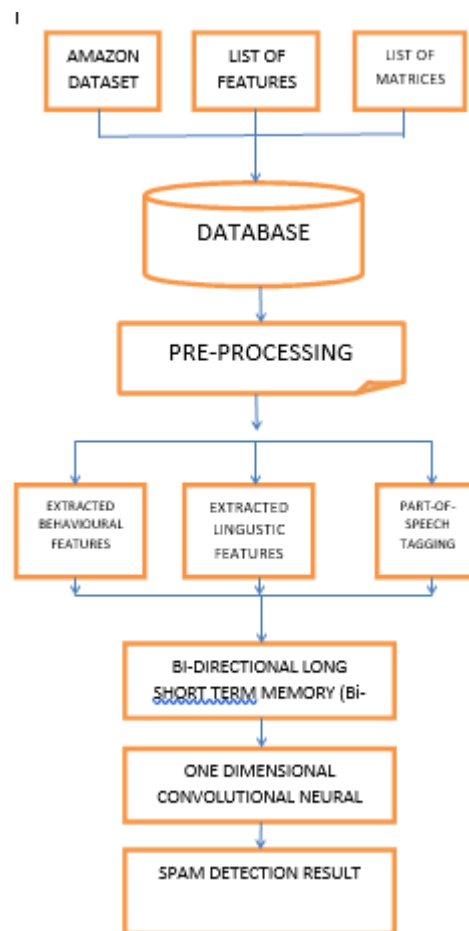 I
AMAZON
DATASET
LIST OF
FEATURES
LIST OF
MATRICES
DATABASE
PRE-PROCESSING
EXTRACTED
BEHAVIOURAL
FEATURES
EXTRACTED
LINGUSTIC
FEATURES
PART-OF-
SPEECH
TAGGING
BI-DIRECTIONAL LONG
SHORT TERM MEMORY (Bi-
ONE DIMENSIONAL
CONVOLUTIONAL NEURAL
SPAM DETECTION RESULT